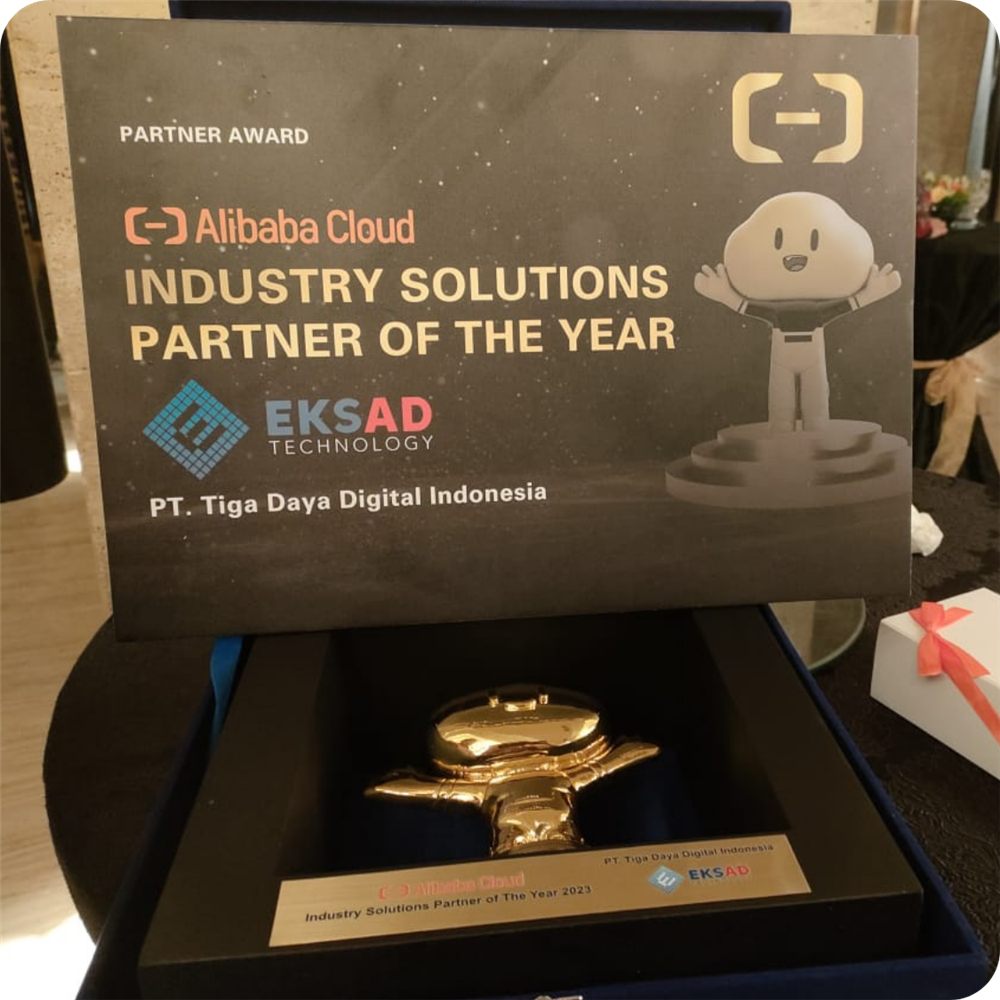 PARTNER AWARD
Alibaba Cloud
INDUSTRY SOLUTIONS
PARTNER OF THE YEAR
EKSAD
TECHNOLOGY
PT. Tiga Daya Digital Indonesia
Alibaba Cloud
Industry Solutions Partner of The Year 2023
PT. Tiga Daya Digital Indonesia
EKSAD